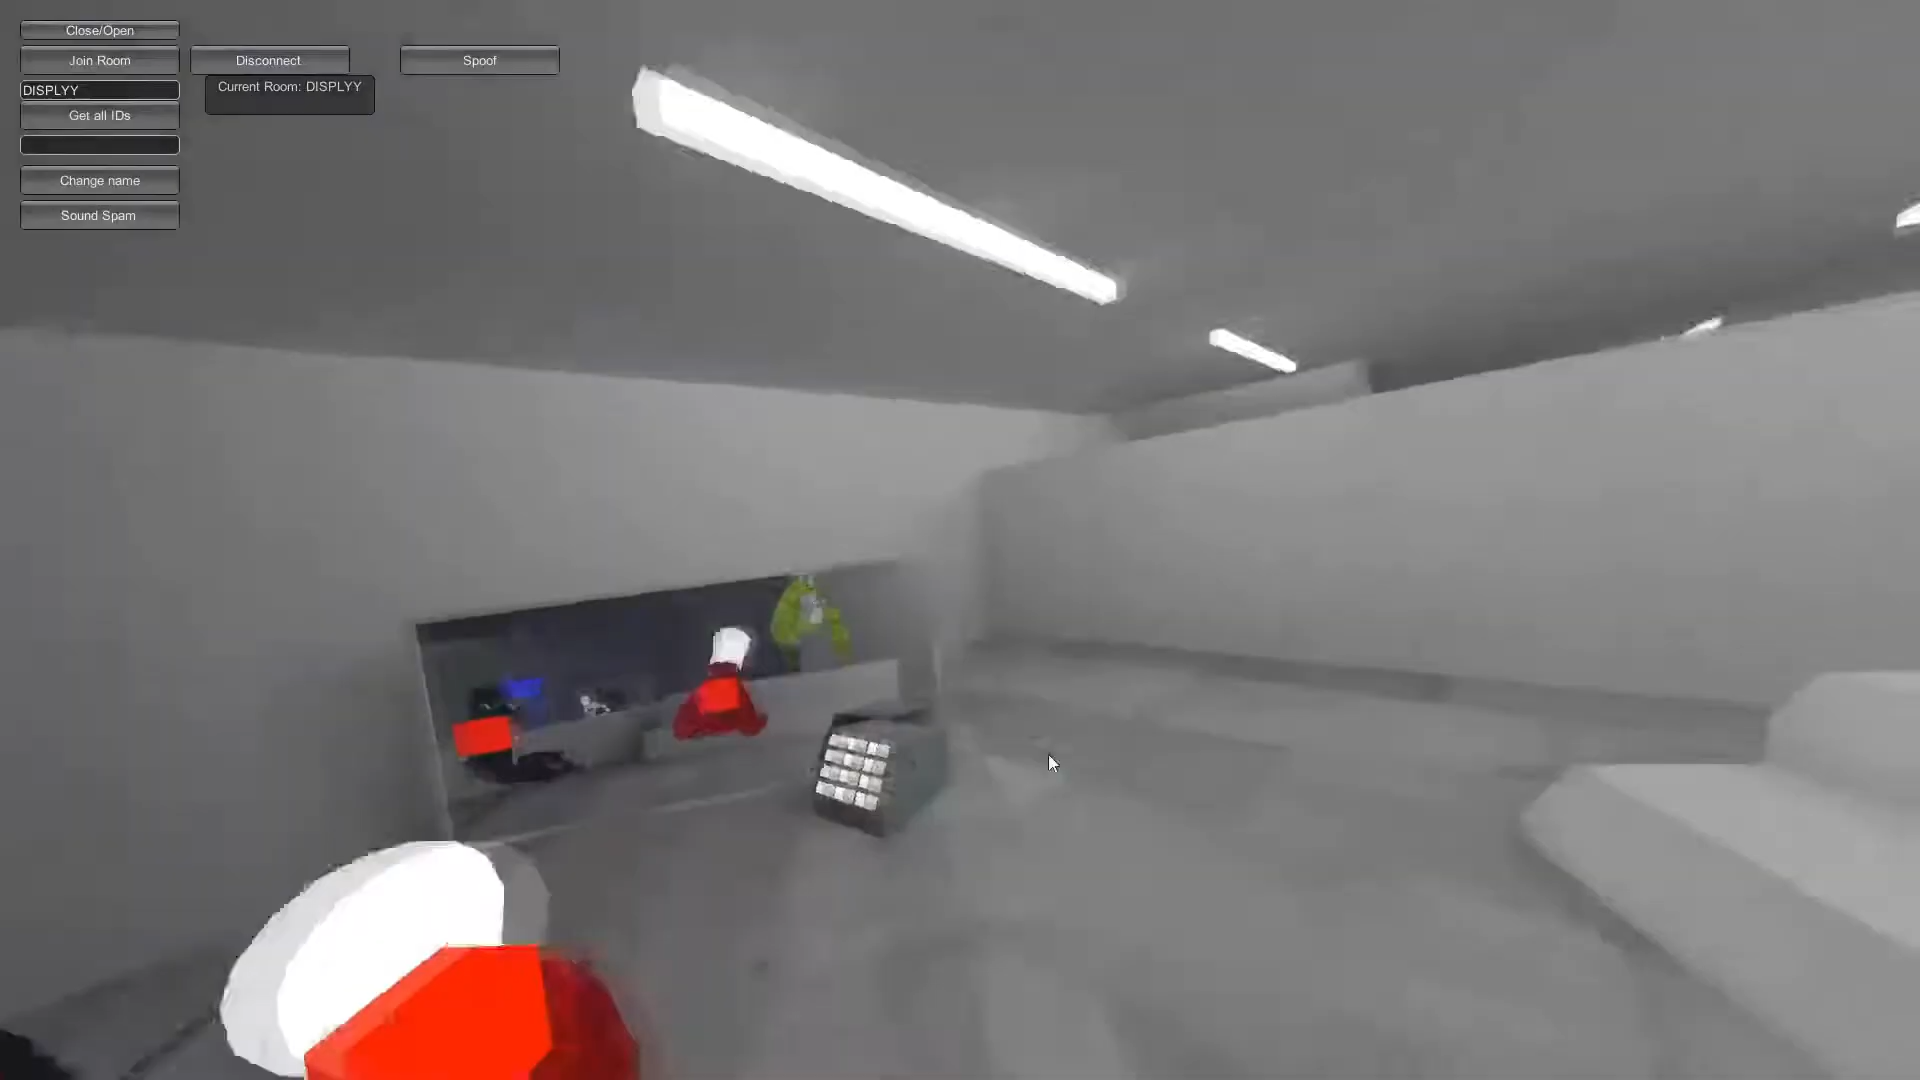 Close/Open
Join Room
Disconnect
Spoof
DISPLYY
Current Room: DISPLYY
Get all IDs
Change name
Sound Spam